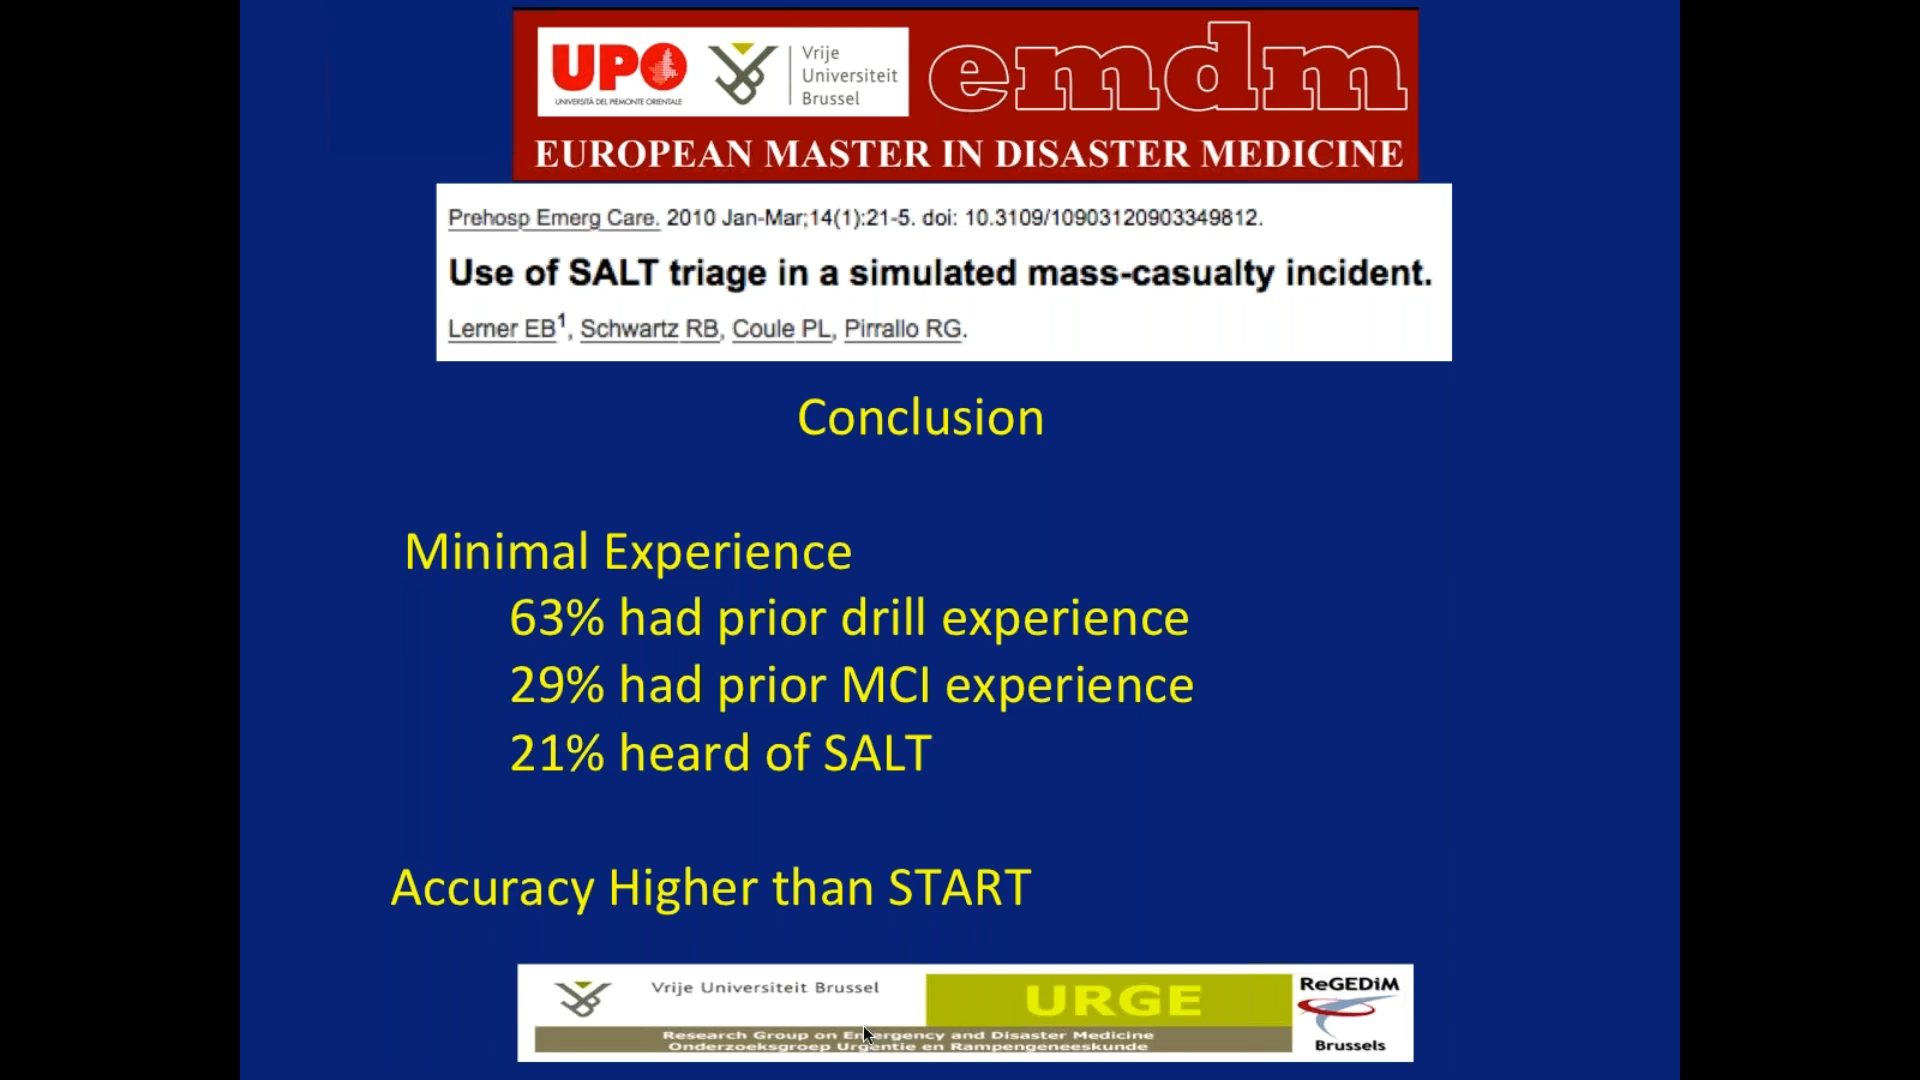 UPO
UNIVERSITÀ DEL PIEMONTE ORIENTALE
Vrije
Universiteit
Brussel
emdm
EUROPEAN MASTER IN DISASTER MEDICINE
Prehosp Emerg Care. 2010 Jan-Mar;14(1):21-5. doi: 10.3109/10903120903349812.
Use of SALT triage in a simulated mass-casualty incident.
Lerner EB1, Schwartz RB, Coule PL, Pirrallo RG.
Conclusion
Minimal Experience
63% had prior drill experience
29% had prior MCI experience
21% heard of SALT
Accuracy Higher than START
Vrije Universiteit Brussel
URGE
ReGEDiM
Research Group on Emergency and Disaster Medicine
Onderzoeksgroep Urgentie en Rampengeneeskunde
Brussels